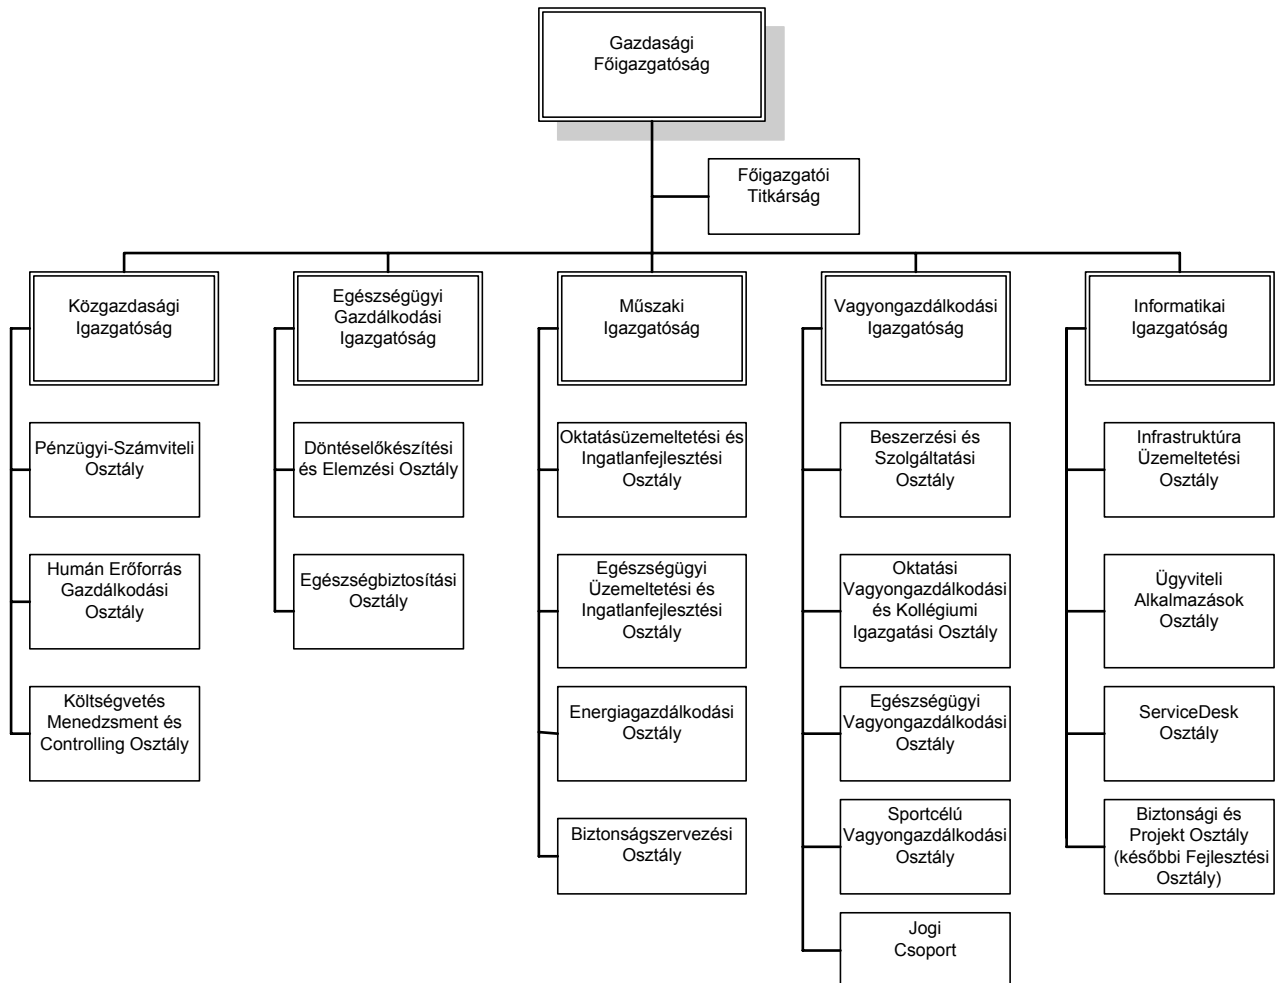 Gazdasági
Főigazgatóság
Főigazgatói
Titkárság
Közgazdasági
Igazgatóság
Egészségügyi
Gazdálkodási
Igazgatóság
Műszaki
Igazgatóság
Vagyongazdálkodási
Igazgatóság
Informatikai
Igazgatóság
Pénzügyi-Számviteli
Osztály
Döntéselőkészítési
és Elemzési Osztály
Oktatásüzemeltetési és
Ingatlanfejlesztési
Osztály
Beszerzési és
Szolgáltatási
Osztály
Infrastruktúra
Üzemeltetési
Osztály
Humán Erőforrás
Gazdálkodási
Osztály
Egészségbiztosítási
Osztály
Egészségügyi
Üzemeltetési és
Ingatlanfejlesztési
Osztály
Oktatási
Vagyongazdálkodási
és Kollégiumi
Igazgatási Osztály
Ügyviteli
Alkalmazások
Osztály
Költségvetés
Menedzsment és
Controlling Osztály
Energiagazdálkodási
Osztály
Egészségügyi
Vagyongazdálkodási
Osztály
ServiceDesk
Osztály
Biztonságszervezési
Osztály
Sportcélú
Vagyongazdálkodási
Osztály
Biztonsági és
Projekt Osztály
(későbbi Fejlesztési
Osztály)
Jogi
Csoport